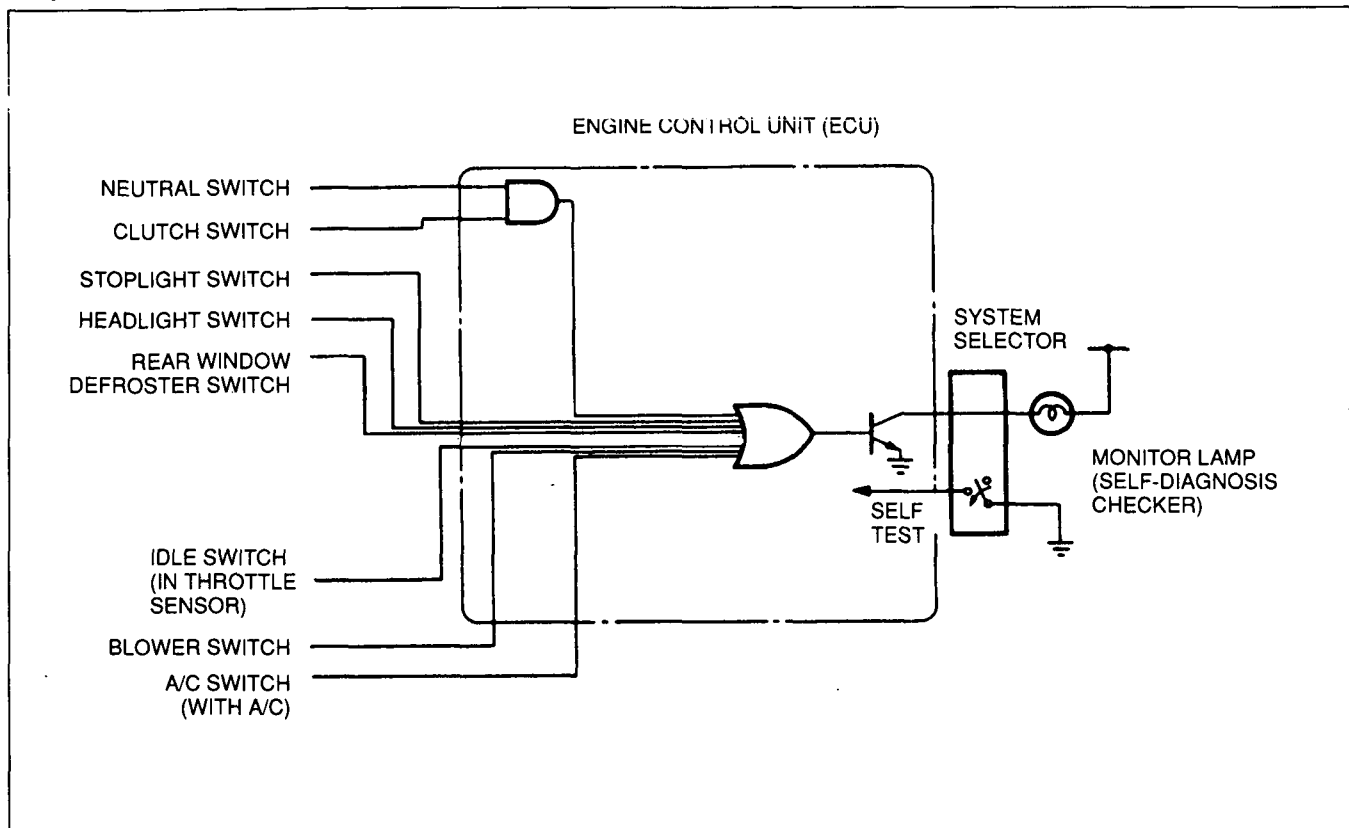 ENGINE CONTROL UNIT (ECU)
NEUTRAL SWITCH
CLUTCH SWITCH
STOPLIGHT SWITCH
HEADLIGHT SWITCH
REAR WINDOW
DEFROSTER SWITCH
SYSTEM
SELECTOR
MONITOR LAMP
(SELF-DIAGNOSIS
CHECKER)
SELF
TEST
IDLE SWITCH
(IN THROTTLE
SENSOR)
BLOWER SWITCH
A/C SWITCH
(WITH A/C)